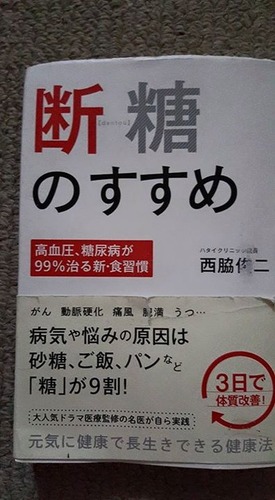 断糖
【dan-tou】
のすすめ
高血圧、糖尿病が
99%治る新・食習慣
ハタイクリニック院長
西脇俊二
がん 動脈硬化 痛風 膠潰 うつ…
病気や悩みの原因は
砂糖、ご飯、パンなど
「糖」が9割!
3日で
体質改善!
大人気ドラマ医療監修の名医が自ら実践
元気に健康で長生きできる健康法